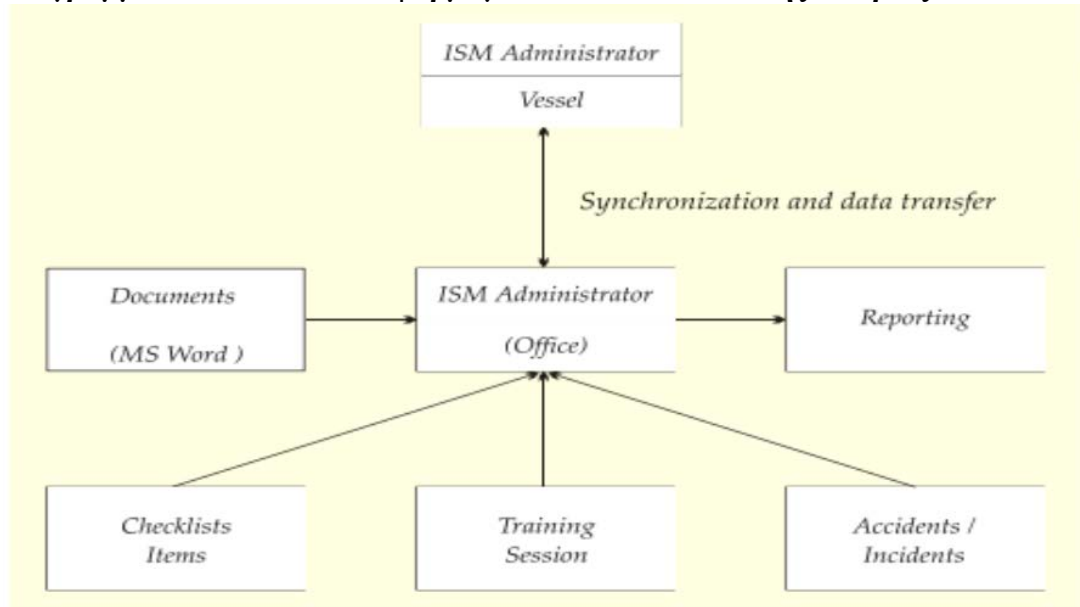 ISM Administrator
Vessel
Synchronization and data transfer
Documents
(MS Word )
ISM Administrator
(Office)
Reporting
Checklists
Items
Training
Session
Accidents /
Incidents